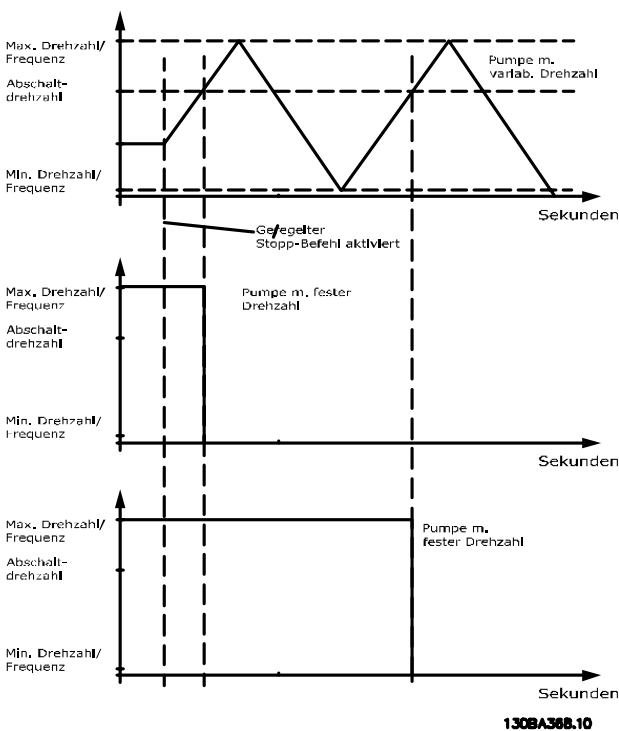 Max. Drehzahl/
Frequenz
Abschalt-
drehzahl
Min. Drehzahl/
Frequenz
Pumpe m.
variab. Drehzahl
Sekunden
Geregelter
Stopp-Befehl aktiviert
Max. Drehzahl/
Frequenz
Abschalt-
drehzahl
Min. Drehzahl/
Frequenz
Pumpe m. fester
Drehzahl
Sekunden
Max. Drehzahl/
Frequenz
Abschalt-
drehzahl
Min. Drehzahl/
Frequenz
Pumpe m.
fester Drehzahl
Sekunden
130BA368.10